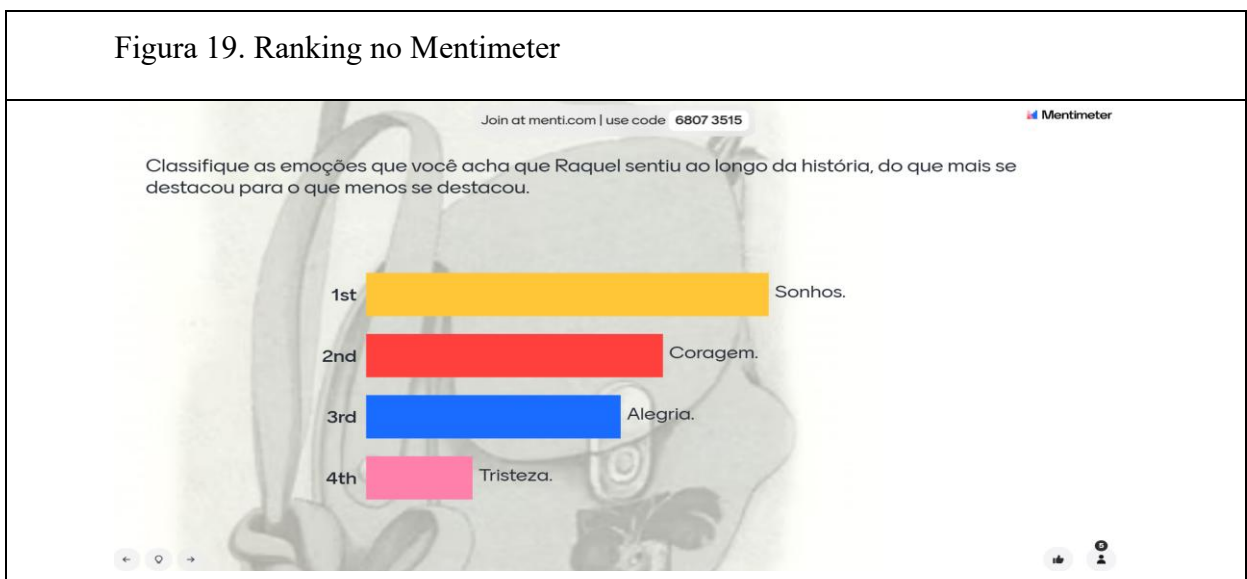 Figura 19. Ranking no Mentimeter
Join at menti.com | use code 6807 3515
Mentimeter
Classifique as emoções que você acha que Raquel sentiu ao longo da história, do que mais se
destacou para o que menos se destacou.
1st Sonhos.
2nd Coragem.
3rd Alegria.
4th Tristeza.
5